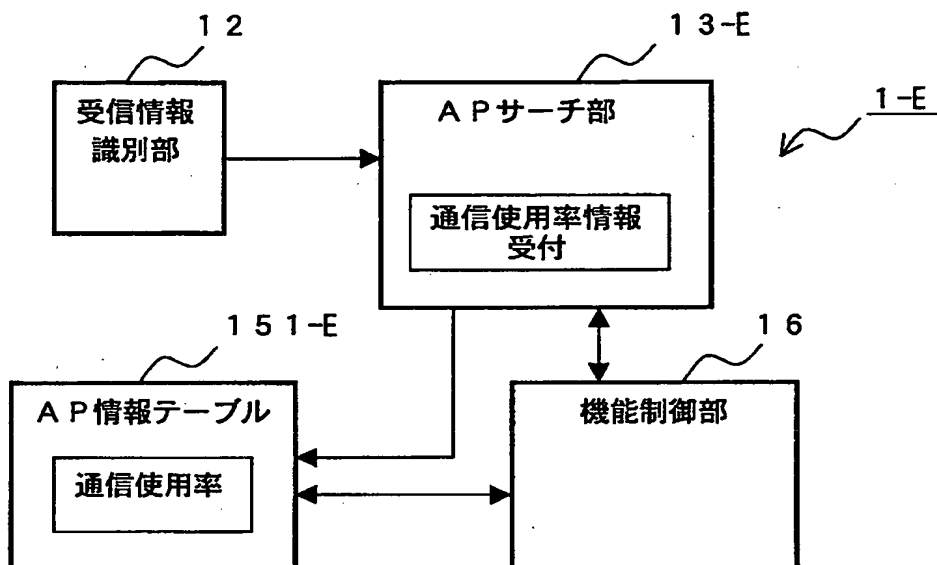 12
13-E
1-E
受信情報
識別部
APサーチ部
通信使用率情報
受付
151-E
16
AP情報テーブル
通信使用率
機能制御部